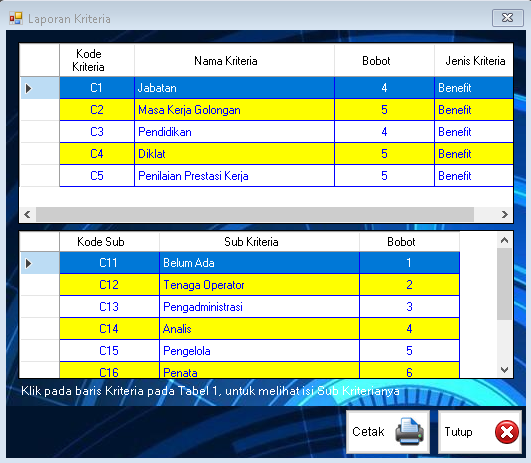 Laporan Kriteria
Kode Kriteria Nama Kriteria Bobot Jenis Kriteria
C1 Jabatan 4 Benefit
C2 Masa Kerja Golongan 5 Benefit
C3 Pendidikan 4 Benefit
C4 Diklat 5 Benefit
C5 Penilaian Prestasi Kerja 5 Benefit
Kode Sub Sub Kriteria Bobot
C11 Belum Ada 1
C12 Tenaga Operator 2
C13 Pengadministrasi 3
C14 Analis 4
C15 Pengelola 5
C16 Penata 6
Klik pada baris Kriteria pada Tabel 1, untuk melihat isi Sub Kriterianya
Cetak Tutup